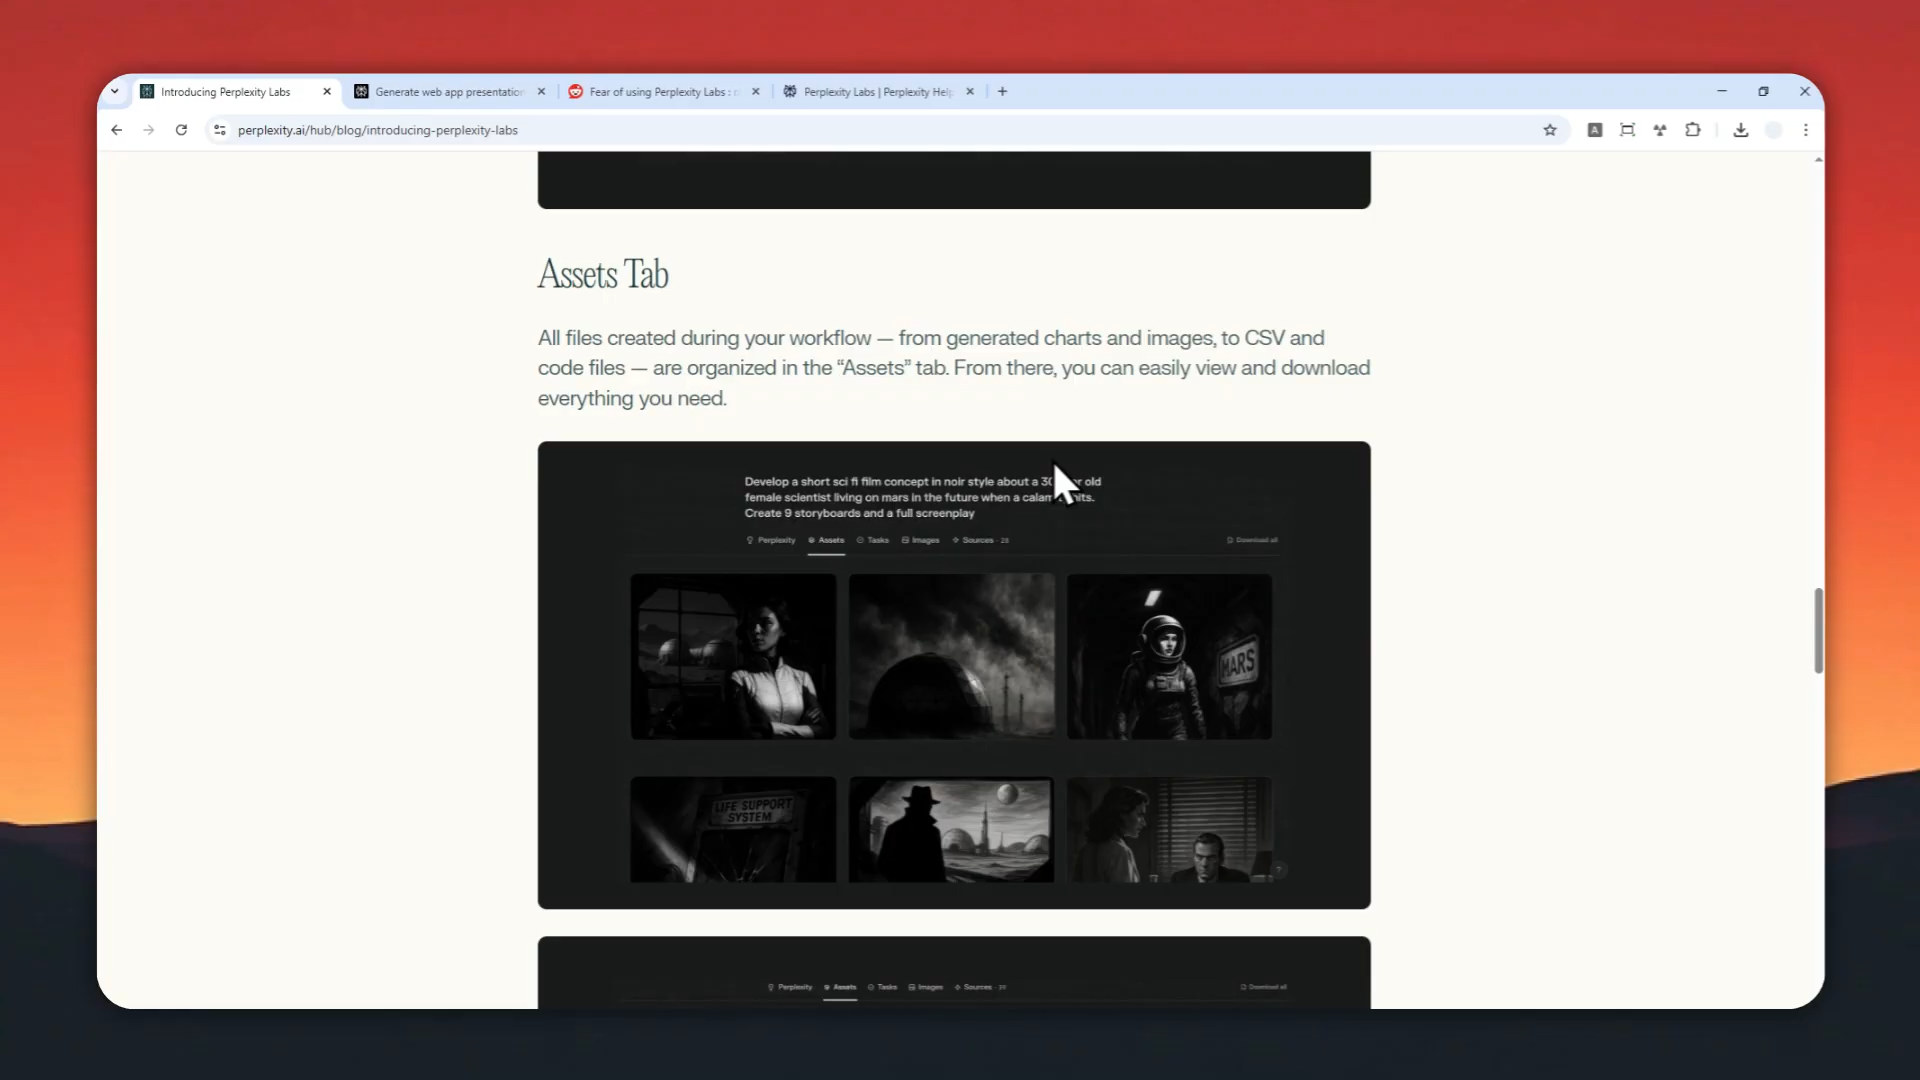 Introducing Perplexity Labs
Generate web app presentation
Fear of using Perplexity Labs :
Perplexity Labs | Perplexity Help
perplexity.ai/hub/blog/introducing-perplexity-labs
Assets Tab
All files created during your workflow — from generated charts and images, to CSV and
code files — are organized in the “Assets” tab. From there, you can easily view and download
everything you need.
Develop a short sci fi film concept in noir style about a old
female scientist living on mars in the future when a hits.
Create 9 storyboards and a full screenplay
Perplexity Assets Tasks Images Sources · 28 Download all
MARS
LIFE SUPPORT
SYSTEM
Perplexity Assets Tasks Images Sources · 39 Download all